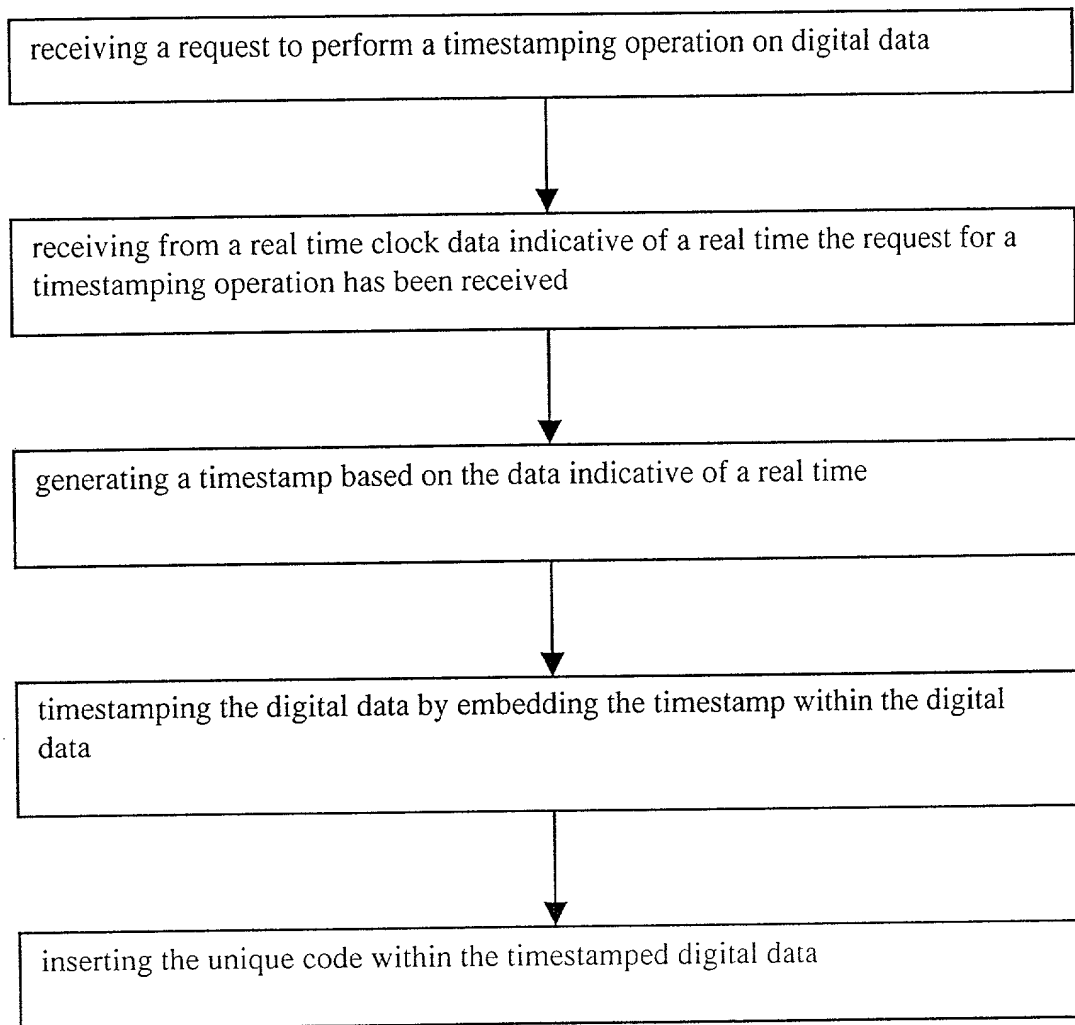 receiving a request to perform a timestamping operation on digital data
receiving from a real time clock data indicative of a real time the request for a
timestamping operation has been received
generating a timestamp based on the data indicative of a real time
timestamping the digital data by embedding the timestamp within the digital
data
inserting the unique code within the timestamped digital data